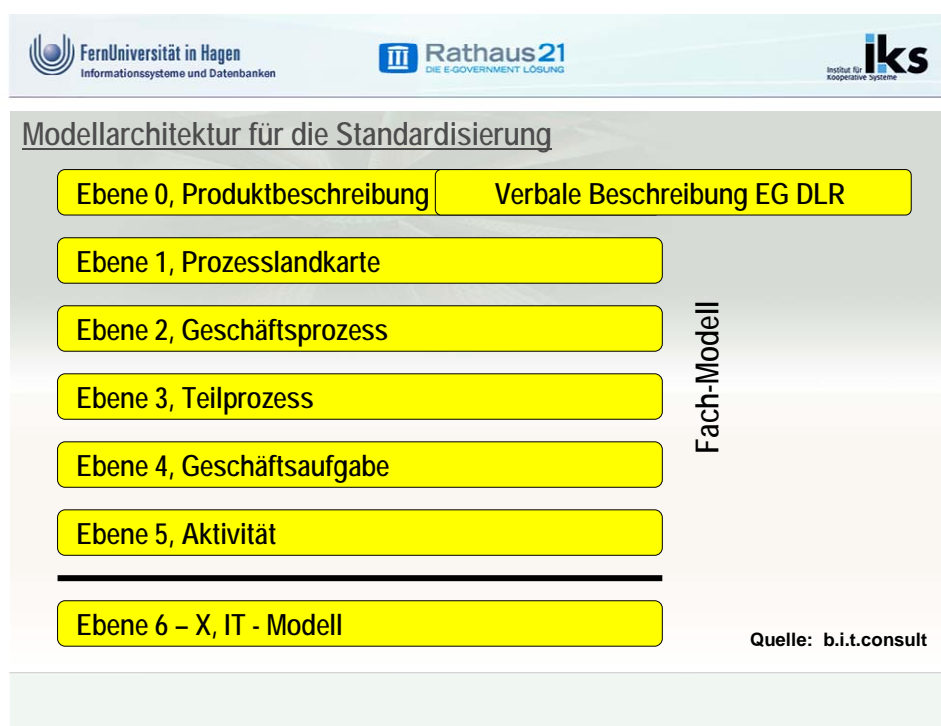 FernUniversität in Hagen
Informationssysteme und Datenbanken
Rathaus21
DIE E-GOVERNMENT LÖSUNG
Institut für
Kooperative Systeme
iks
Modellarchitektur für die Standardisierung
Ebene 0, Produktbeschreibung
Verbale Beschreibung EG DLR
Ebene 1, Prozesslandkarte
Ebene 2, Geschäftsprozess
Ebene 3, Teilprozess
Ebene 4, Geschäftsaufgabe
Ebene 5, Aktivität
Fach-Modell
Ebene 6 – X, IT - Modell
Quelle: b.i.t.consult